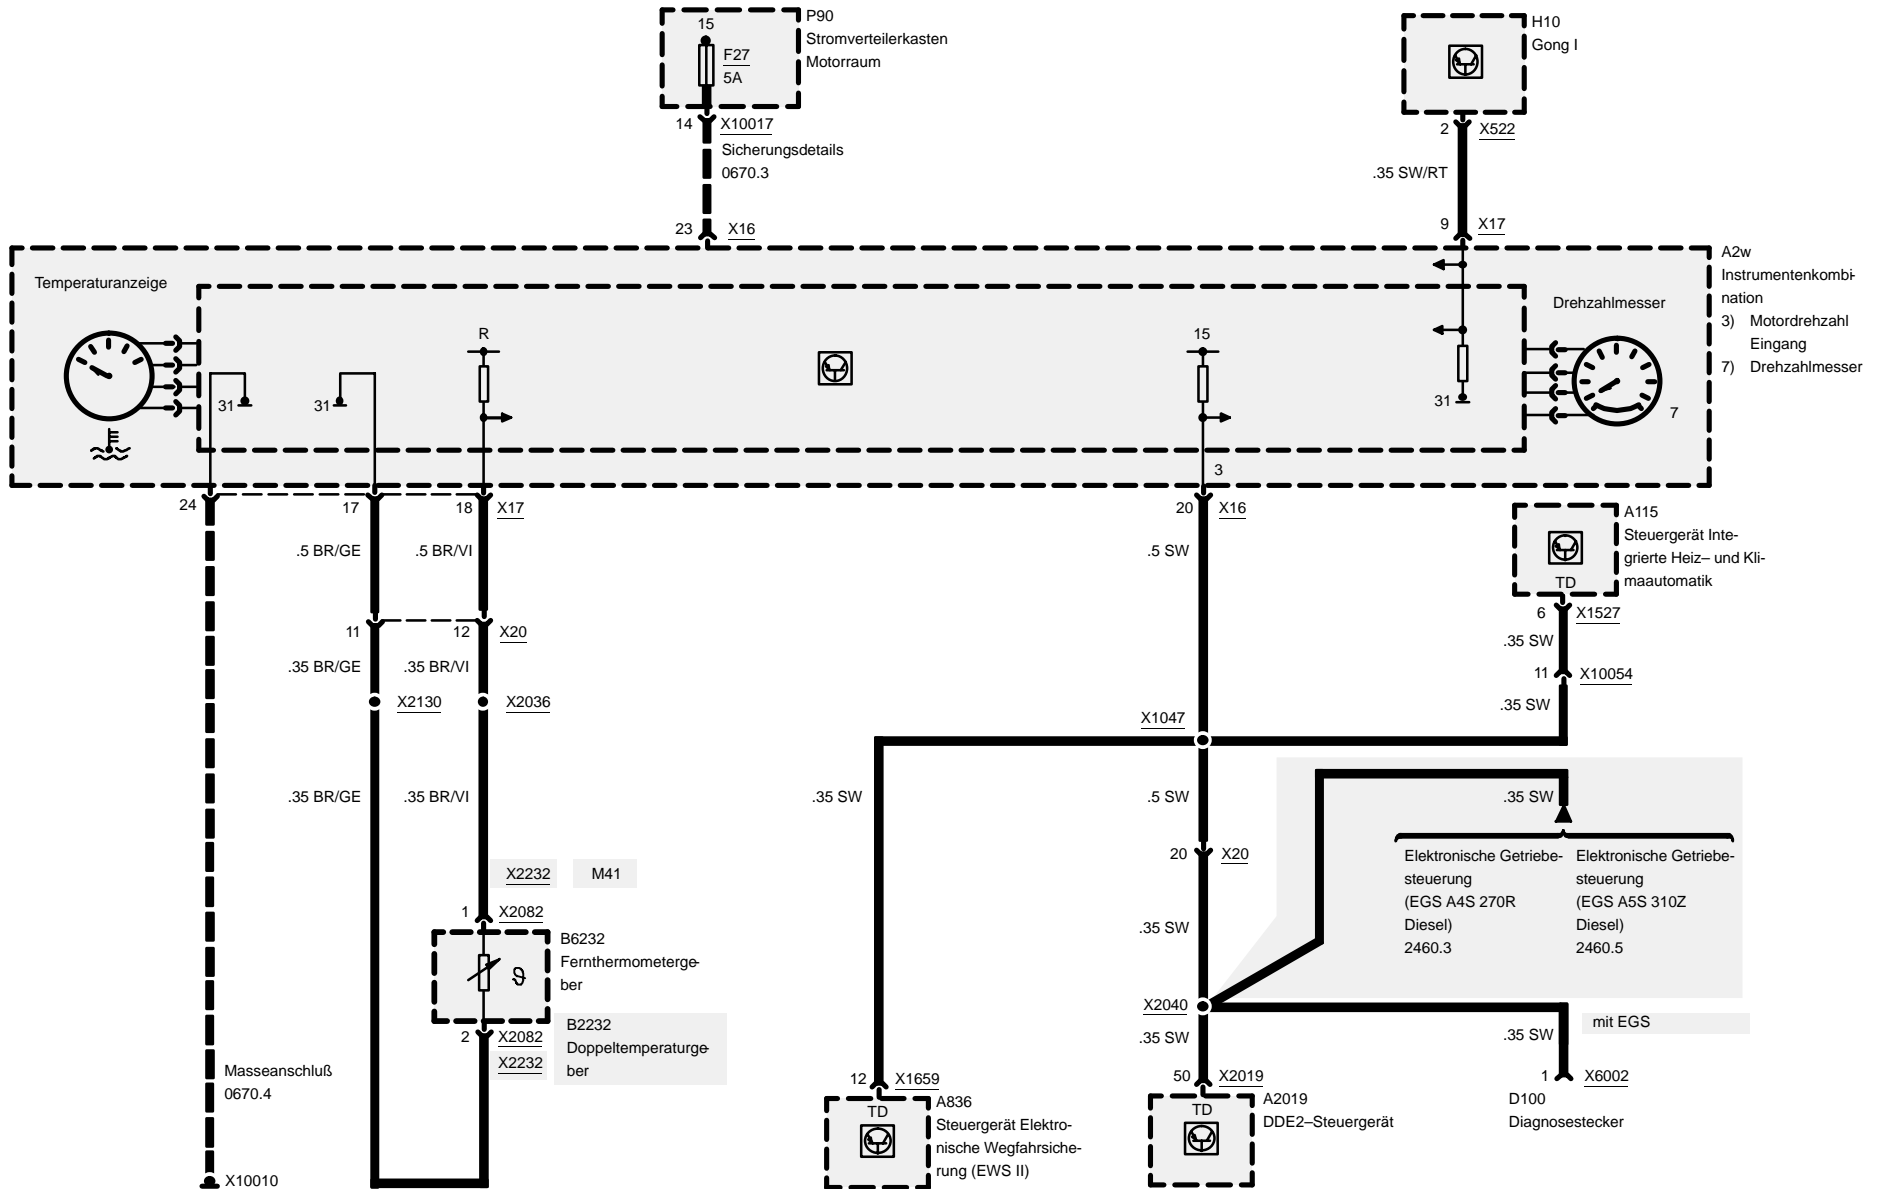 15
F27
5A
P90
Stromverteilerkasten
Motorraum
14 X10017
Sicherungsdetails
0670.3
23 X16
H10
Gong I
2 X522
.35 SW/RT
9 X17
A2w
Instrumentenkombi-
nation
3) Motordrehzahl
Eingang
7) Drehzahlmesser
Temperaturanzeige
Drehzahlmesser
R
15
31
31
31
7
3
24
17
18 X17
20 X16
.5 BR/GE
.5 BR/VI
.5 SW
A115
Steuergerät Inte-
grierte Heiz– und Kli-
maautomatik
TD
6 X1527
.35 SW
11 X10054
.35 SW
11
12 X20
.35 BR/GE
.35 BR/VI
X2130
X2036
X1047
.35 BR/GE
.35 BR/VI
.35 SW
.5 SW
.35 SW
20 X20
Elektronische Getriebe-
steuerung
(EGS A4S 270R
Diesel)
2460.3
Elektronische Getriebe-
steuerung
(EGS A5S 310Z
Diesel)
2460.5
X2232 M41
1 X2082
.35 SW
B6232
Fernthermometerge-
ber
ϑ
X2040
mit EGS
2 X2082
X2232
B2232
Doppeltemperaturge-
ber
.35 SW
.35 SW
Masseanschluß
0670.4
12 X1659
50 X2019
1 X6002
TD
A836
Steuergerät Elektro-
nische Wegfahrsiche-
rung (EWS II)
TD
A2019
DDE2–Steuergerät
D100
Diagnosestecker
X10010